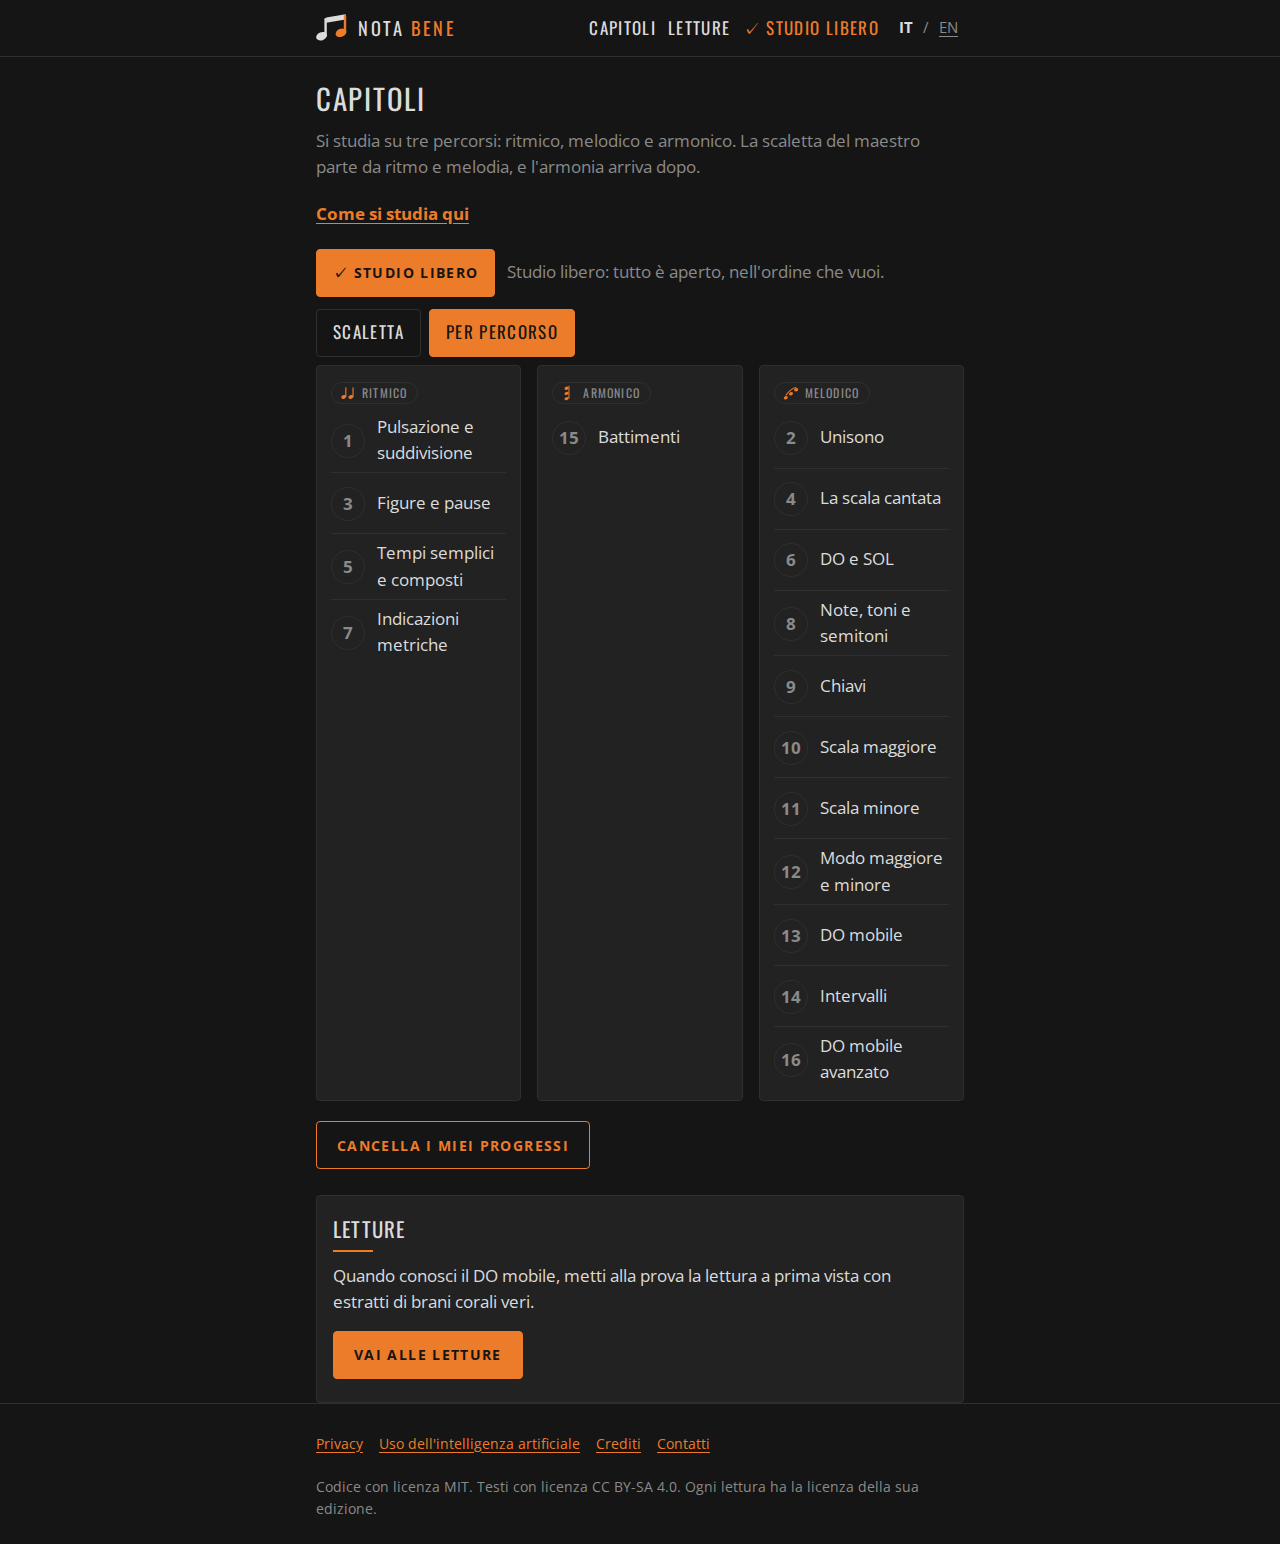 NOTA BENE
CAPITOLI LETTURE ✓ STUDIO LIBERO IT / EN
CAPITOLI
Si studia su tre percorsi: ritmico, melodico e armonico. La scaletta del maestro
parte da ritmo e melodia, e l'armonia arriva dopo.
Come si studia qui
✓ STUDIO LIBERO
Studio libero: tutto è aperto, nell'ordine che vuoi.
SCALETTA
PER PERCORSO
RITMICO
1 Pulsazione e
suddivisione
3 Figure e pause
5 Tempi semplici
e composti
7 Indicazioni
metriche
ARMONICO
15 Battimenti
MELODICO
2 Unisono
4 La scala cantata
6 DO e SOL
8 Note, toni e
semitoni
9 Chiavi
10 Scala maggiore
11 Scala minore
12 Modo maggiore
e minore
13 DO mobile
14 Intervalli
16 DO mobile
avanzato
CANCELLA I MIEI PROGRESSI
LETTURE
Quando conosci il DO mobile, metti alla prova la lettura a prima vista con
estratti di brani corali veri.
VAI ALLE LETTURE
Privacy Uso dell'intelligenza artificiale Crediti Contatti
Codice con licenza MIT. Testi con licenza CC BY-SA 4.0. Ogni lettura ha la licenza della sua
edizione.